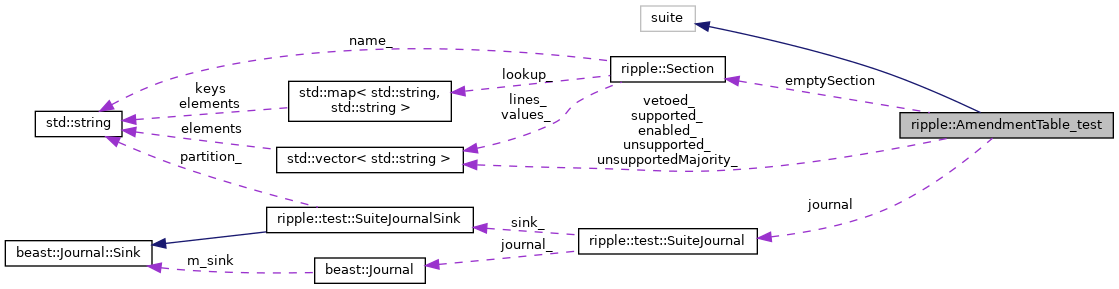 suite
name_
ripple::Section
lookup_
emptySection
keys
elements
std::map< std::string,
std::string >
lines_
values_
vetoed_
supported_
enabled_
unsupported_
unsupportedMajority_
std::string
ripple::AmendmentTable_test
elements
std::vector< std::string >
partition_
journal
ripple::test::SuiteJournalSink
sink_
ripple::test::SuiteJournal
journal_
beast::Journal::Sink
m_sink
beast::Journal